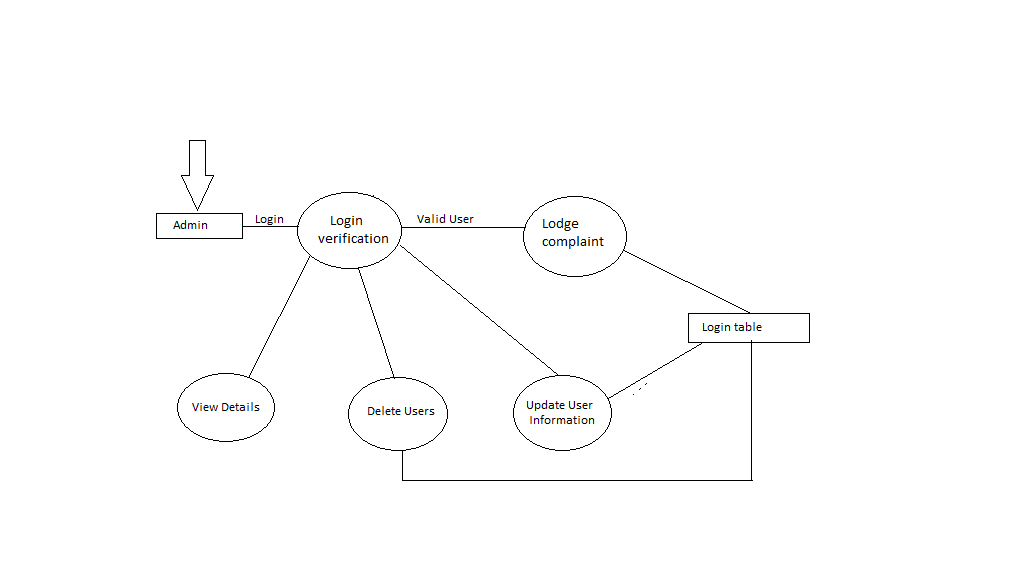 Admin
Login
Login
verification
Valid User
Lodge
complaint
Login table
View Details
Delete Users
Update User
Information